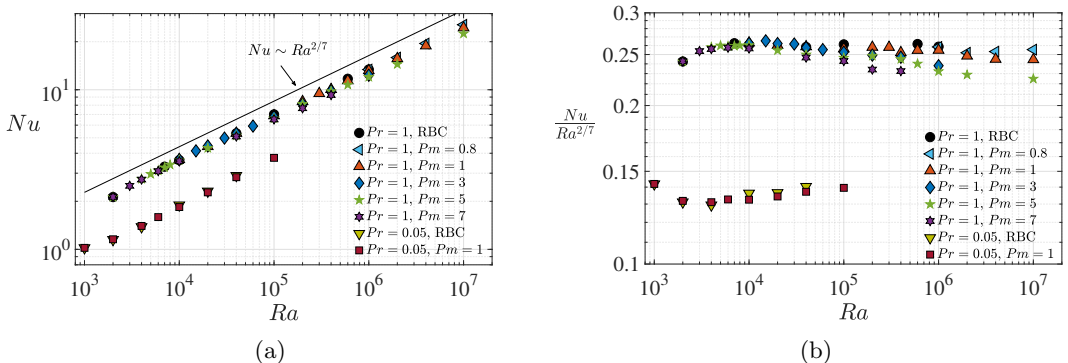 Nu ∼ Ra^{2/7}
10^1
Nu
10^0
Pr = 1, RBC
Pr = 1, Pm = 0.8
Pr = 1, Pm = 1
Pr = 1, Pm = 3
Pr = 1, Pm = 5
Pr = 1, Pm = 7
Pr = 0.05, RBC
Pr = 0.05, Pm = 1
10^3 10^4 10^5 10^6 10^7
Ra
(a)
0.3
0.25
0.2
0.15
0.1
Nu
Ra^{2/7}
Pr = 1, RBC
Pr = 1, Pm = 0.8
Pr = 1, Pm = 1
Pr = 1, Pm = 3
Pr = 1, Pm = 5
Pr = 1, Pm = 7
Pr = 0.05, RBC
Pr = 0.05, Pm = 1
10^3 10^4 10^5 10^6 10^7
Ra
(b)